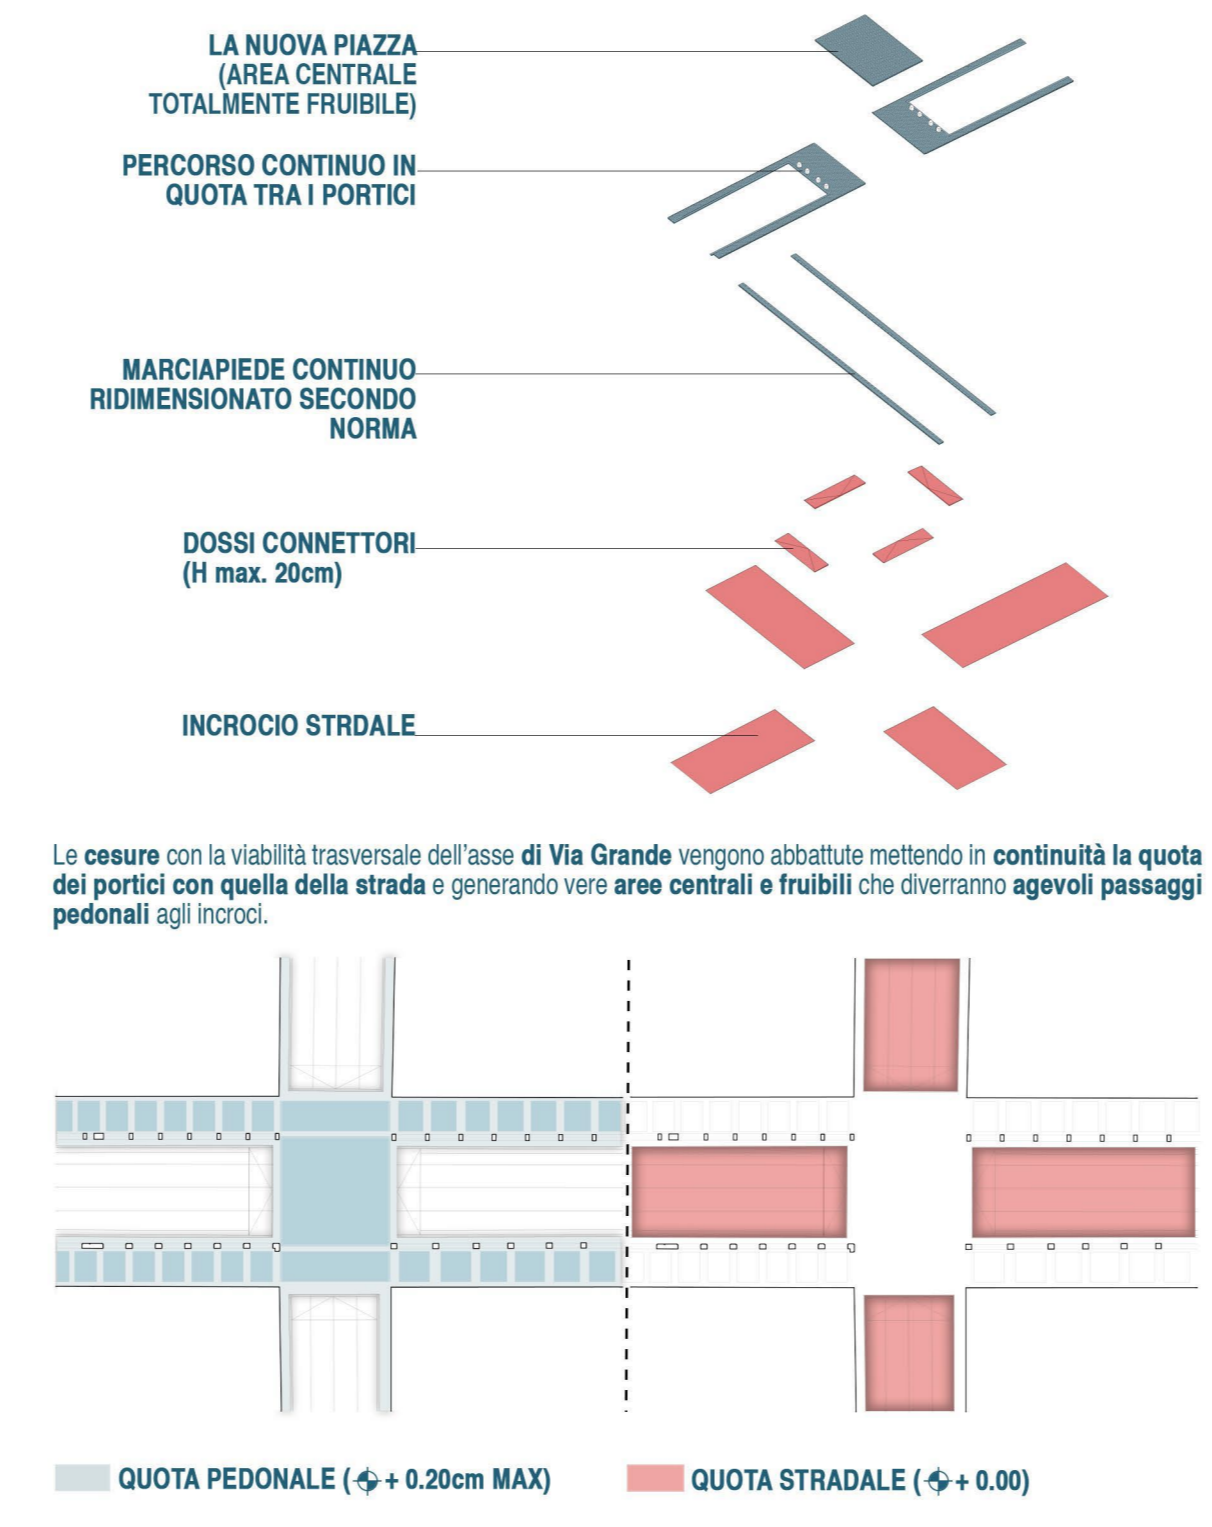 LA NUOVA PIAZZA
(AREA CENTRALE
TOTALMENTE FRUIBILE)
PERCORSO CONTINUO IN
QUOTA TRA I PORTICI
MARCIAPIEDE CONTINUO
RIDIMENSIONATO SECONDO
NORMA
DOSSI CONNETTORI
(H max. 20cm)
INCROCIO STRDALE
Le cesure con la viabilità trasversale dell'asse di Via Grande vengono abbattute mettendo in continuità la quota
dei portici con quella della strada e generando vere aree centrali e fruibili che diverranno agevoli passaggi
pedonali agli incroci.
QUOTA PEDONALE (+ 0.20cm MAX)
QUOTA STRADALE (+ 0.00)